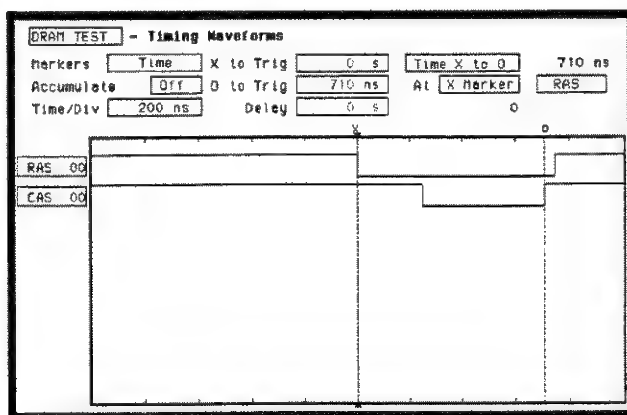 DRAM TEST - Timing Waveforms
Markers Time X to Trig 0 s Time X to O 710 ns
Accumulate Off O to Trig 710 ns At X Marker RAS
Time/Div 200 ns Delay 0 s 0
X O
RAS 00
CAS 00